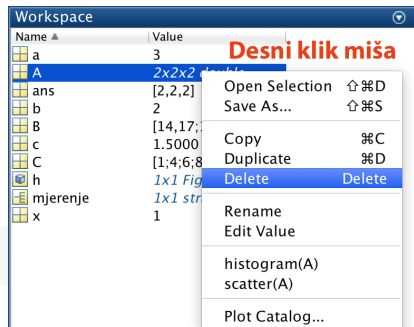 Workspace
Name ▲ Value
Desni klik miša
a 3
A 2x2x2 double
ans [2,2,2]
b 2
B [14,17;
c 1.5000
C [1;4;6;8
h 1x1 Fig
mjerenje 1x1 stru
x 1
Open Selection ⇧⌘D
Save As... ⇧⌘S
Copy ⌘C
Duplicate ⌘D
Delete Delete
Rename
Edit Value
histogram(A)
scatter(A)
Plot Catalog...